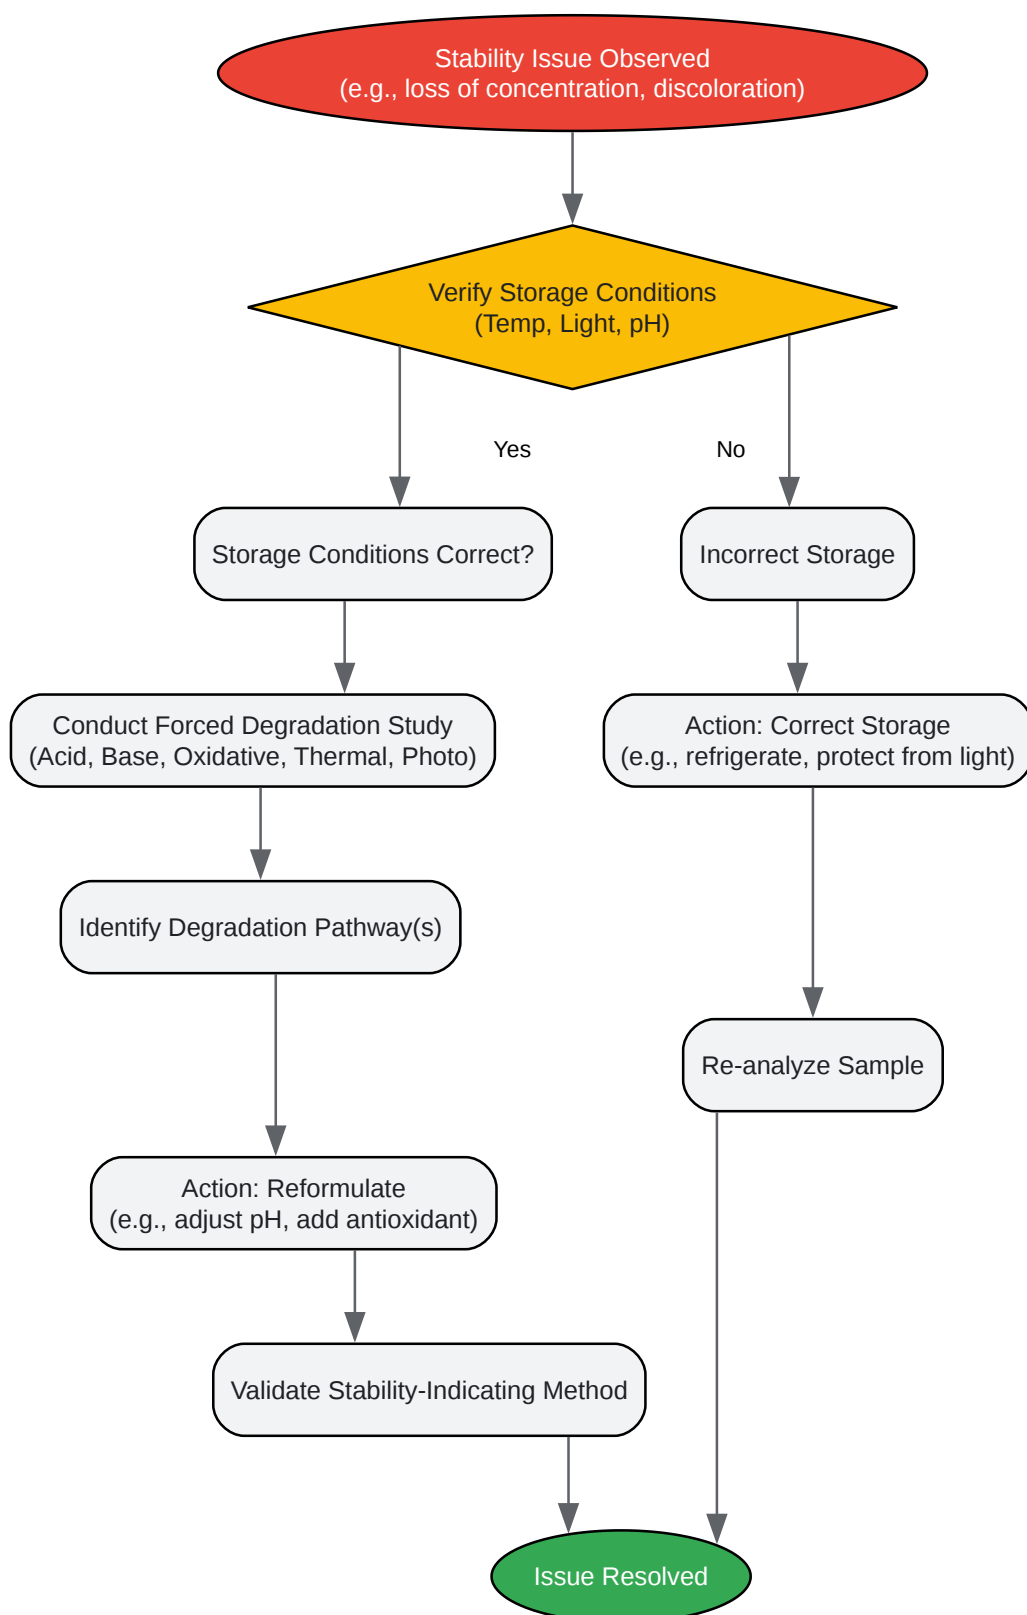 Stability Issue Observed
(e.g., loss of concentration, discoloration)
Verify Storage Conditions
(Temp, Light, pH)
Yes
No
Storage Conditions Correct?
Incorrect Storage
Conduct Forced Degradation Study
(Acid, Base, Oxidative, Thermal, Photo)
Action: Correct Storage
(e.g., refrigerate, protect from light)
Identify Degradation Pathway(s)
Re-analyze Sample
Action: Reformulate
(e.g., adjust pH, add antioxidant)
Validate Stability-Indicating Method
Issue Resolved